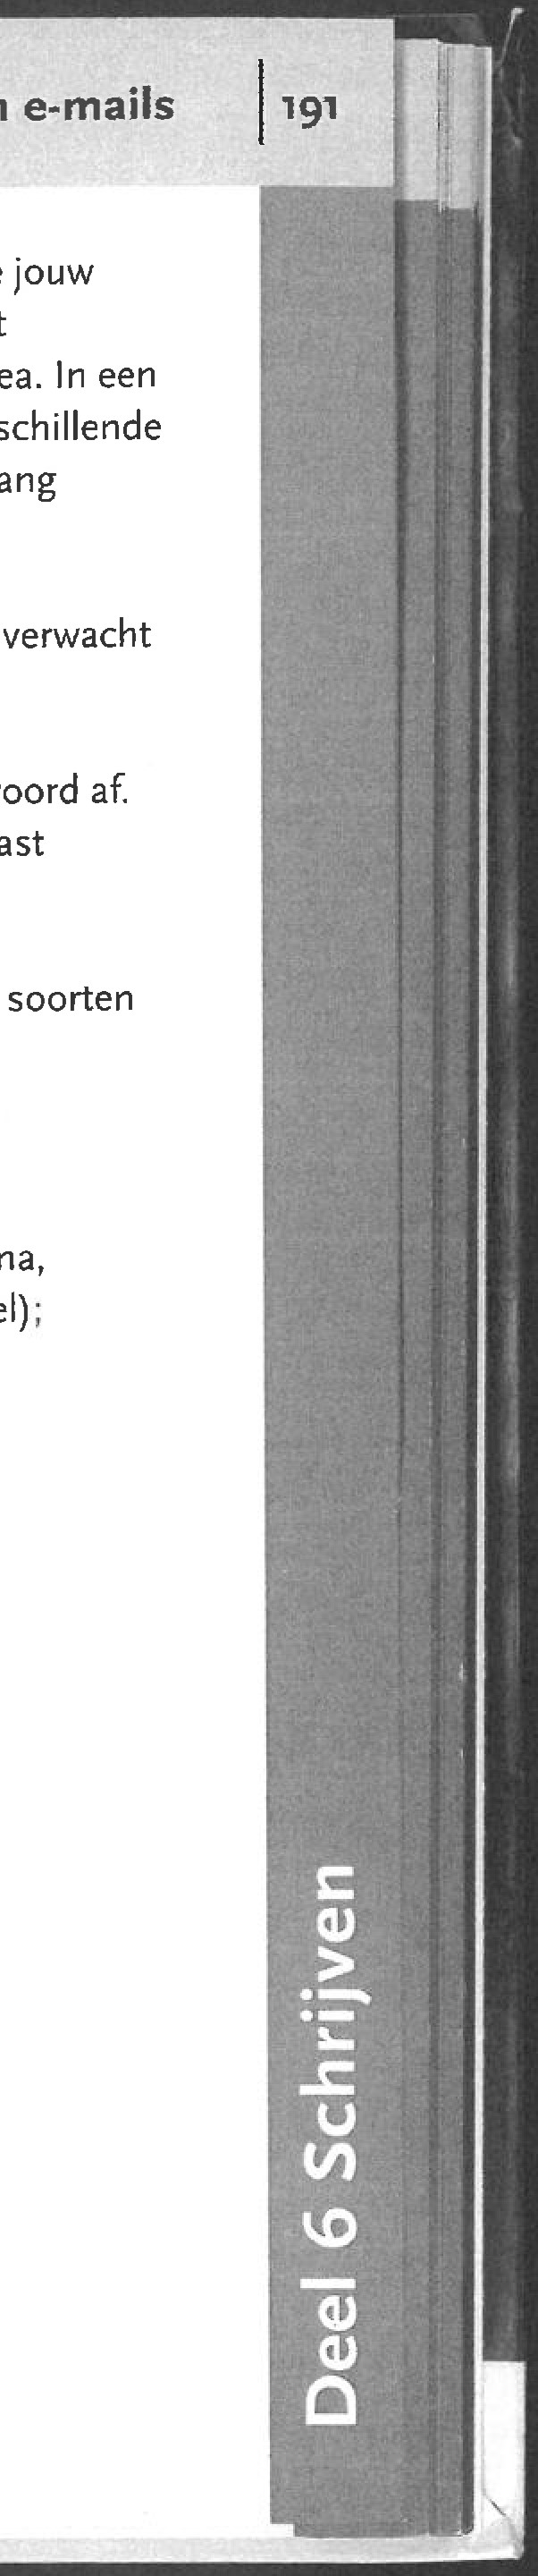 e-mails 191
jouw
ea. In een
schillende
ang
verwacht
oord af.
ast
soorten
na,
el);
Deel 6 Schrijven